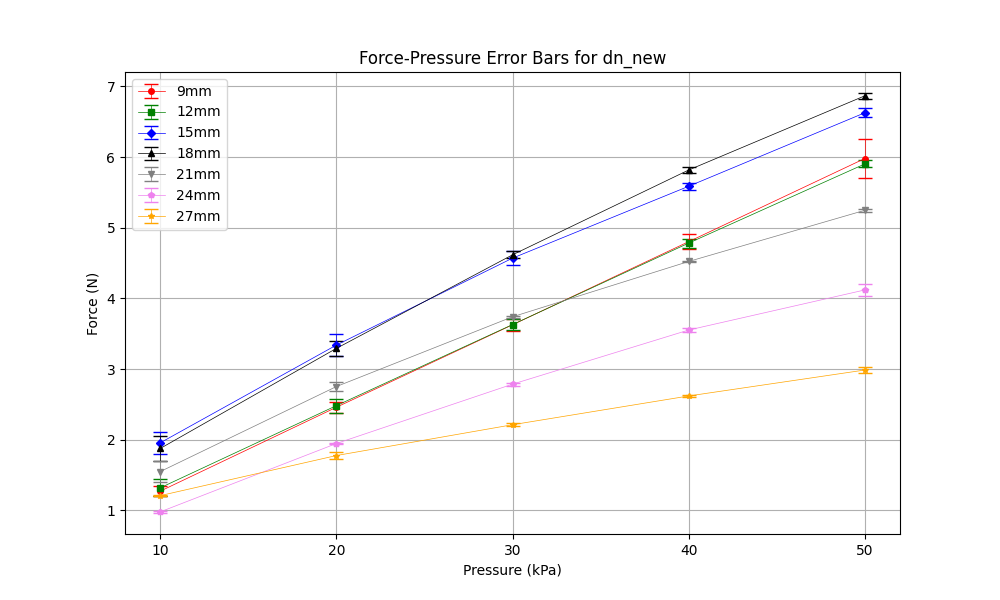 Force-Pressure Error Bars for dn_new
7
6
5
4
3
2
1
Force (N)
9mm
12mm
15mm
18mm
21mm
24mm
27mm
10 20 30 40 50
Pressure (kPa)